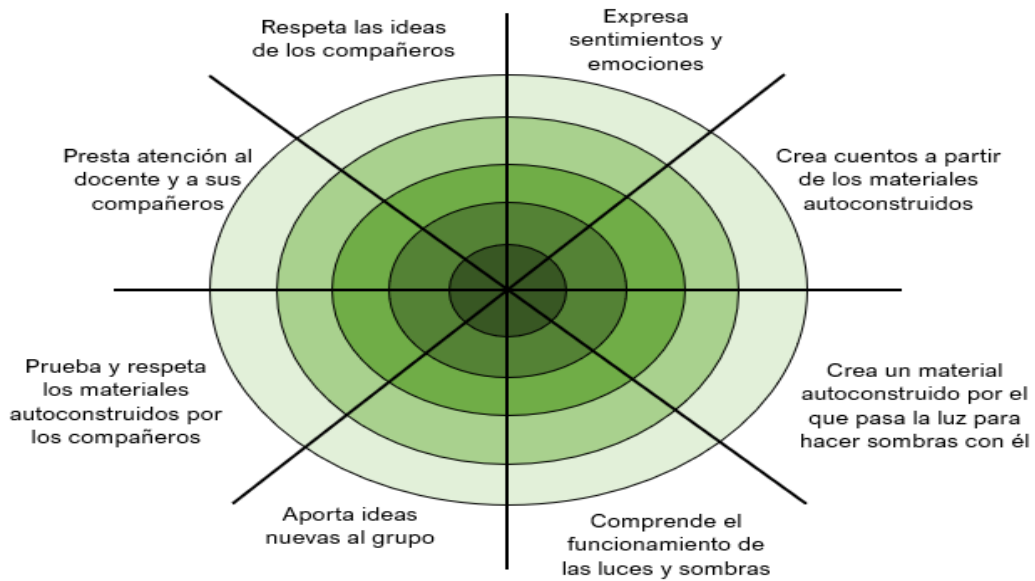 Respeta las ideas
de los compañeros
Expresa
sentimientos y
emociones
Presta atención al
docente y a sus
compañeros
Crea cuentos a partir
de los materiales
autoconstruidos
Prueba y respeta
los materiales
autoconstruidos por
los compañeros
Crea un material
autoconstruido por el
que pasa la luz para
hacer sombras con él
Aporta ideas
nuevas al grupo
Comprende el
funcionamiento de
las luces y sombras